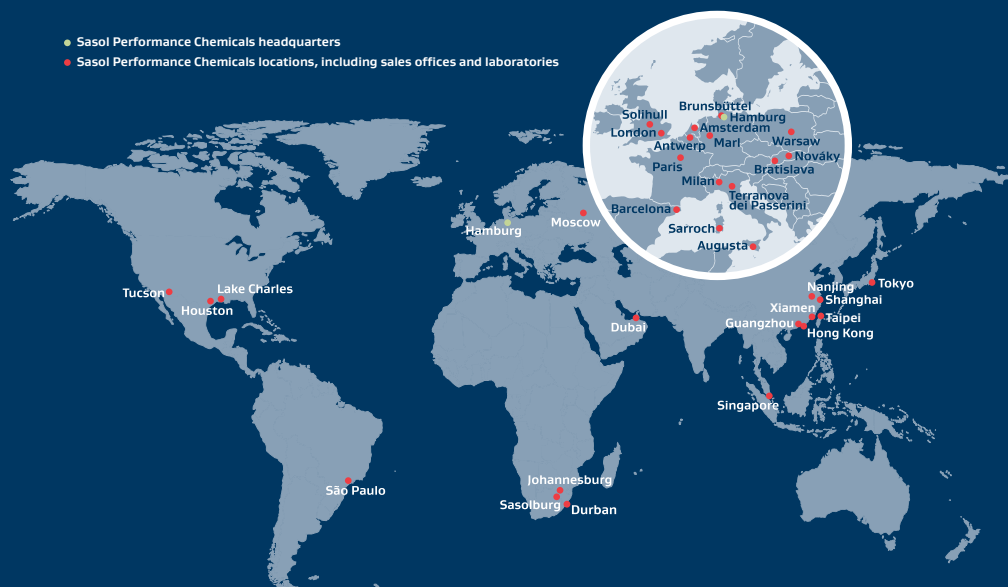 Sasol Performance Chemicals headquarters
Sasol Performance Chemicals locations, including sales offices and laboratories
Brunsbüttel
Solihull
Hamburg
London
Amsterdam
Antwerp
Marl
Warsaw
Paris
Nováky
Bratislava
Milan
Terranova
dei Passerini
Barcelona
Sarroch
Augusta
Hamburg
Moscow
Tucson
Lake Charles
Houston
Dubai
Nanjing
Tokyo
Shanghai
Xiamen
Taipei
Guangzhou
Hong Kong
Singapore
São Paulo
Johannesburg
Sasolburg
Durban